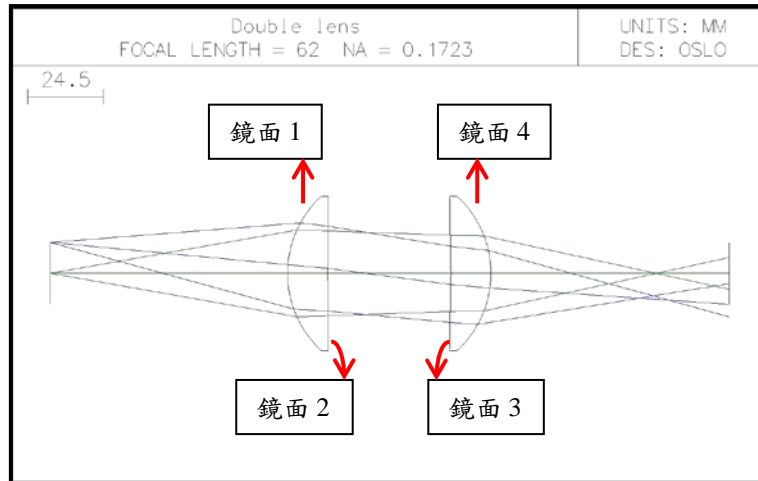 Double lens
FOCAL LENGTH = 62 NA = 0.1723
UNITS: MM
DES: OSLO
24.5
鏡面 1
鏡面 4
鏡面 2
鏡面 3